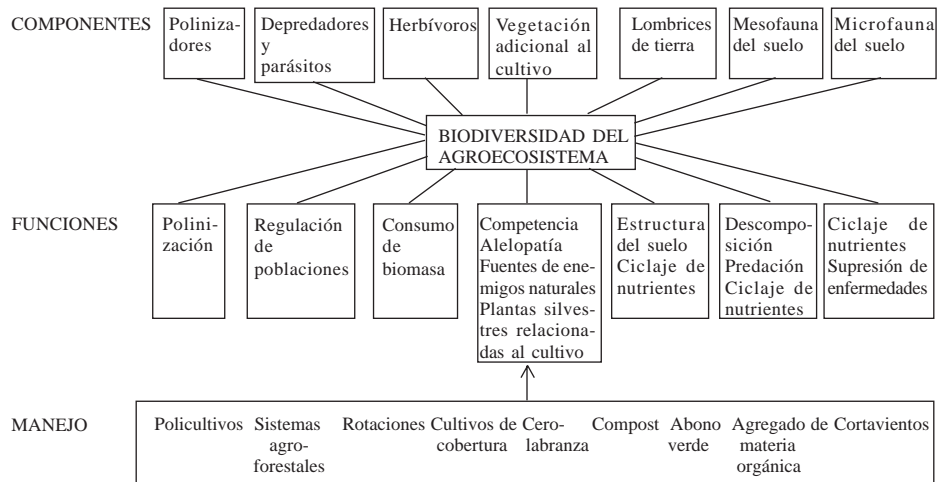 COMPONENTES
Poliniza-
dores
Depredadores
y
parásitos
Herbívoros
Vegetación
adicional al
cultivo
Lombrices
de tierra
Mesofauna
del suelo
Microfauna
del suelo
BIODIVERSIDAD DEL
AGROECOSISTEMA
FUNCIONES
Polini-
zación
Regulación
de
poblaciones
Consumo
de
biomasa
Competencia
Alelopatía
Fuentes de ene-
migos naturales
Plantas silves-
tres relaciona-
das al cultivo
Estructura
del suelo
Ciclaje de
nutrientes
Descompo-
sición
Predación
Ciclaje de
nutrientes
Ciclaje de
nutrientes
Supresión de
enfermedades
MANEJO
Policultivos
Sistemas
agro-
forestales
Rotaciones
Cultivos de
cobertura
Cero-
labranza
Compost
Abono
verde
Agregado de
materia
orgánica
Cortavientos